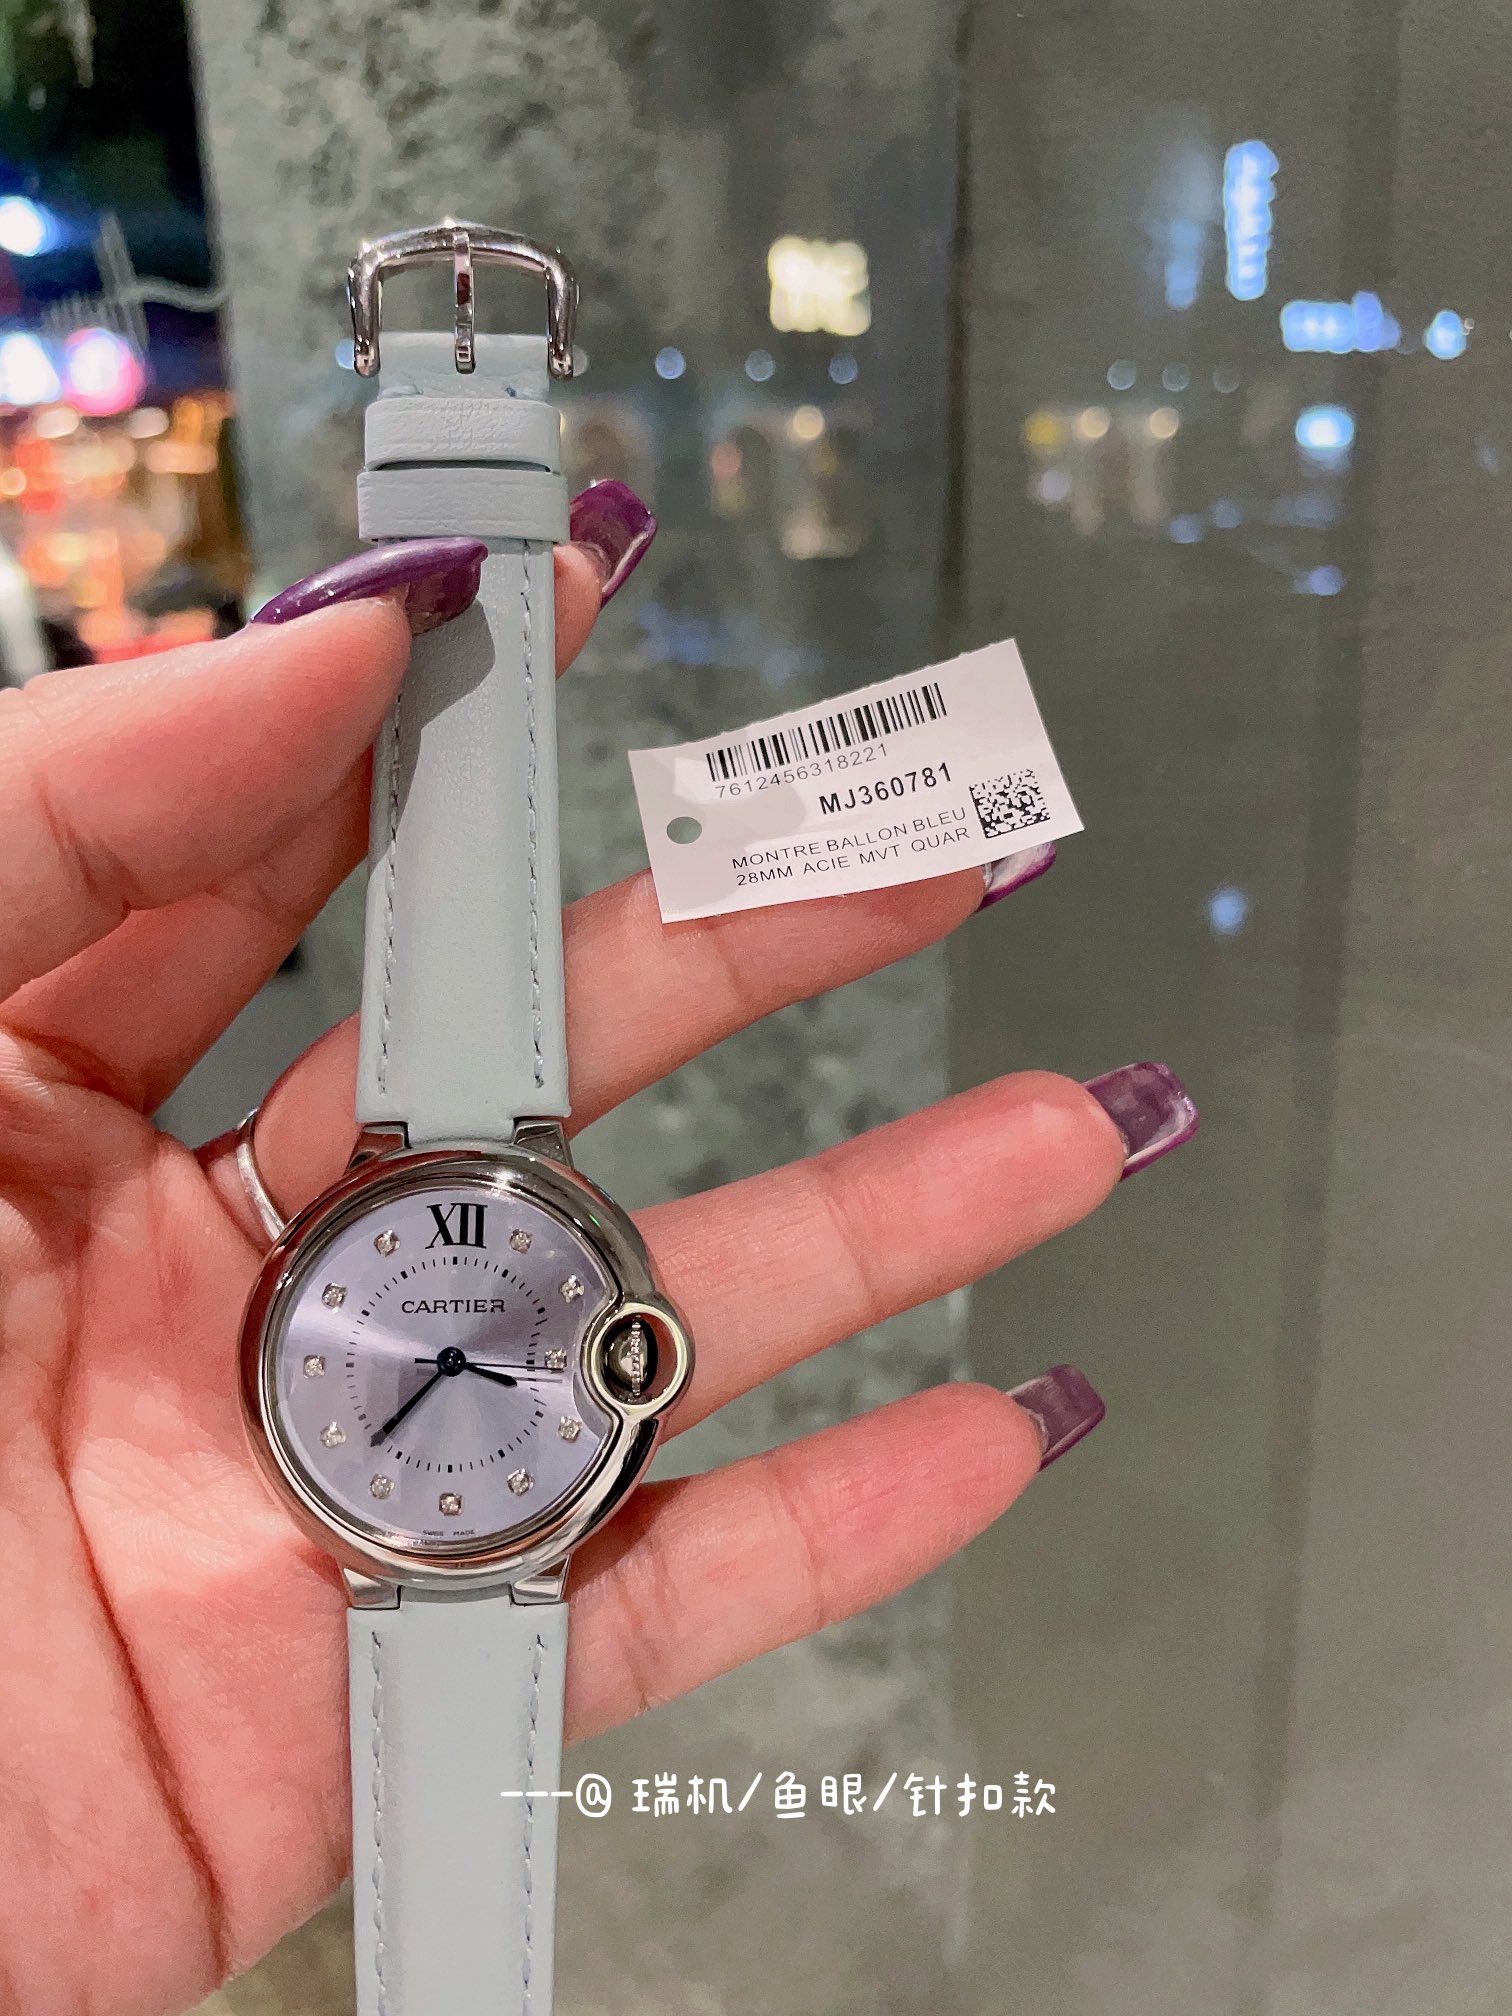 7612456318221
MJ360781
MONTRE BALLON BLEU
28MM ACIE MVT QUAR
XII
CARTIER
SWISS MADE
---@ 瑞机/鱼眼/针扣款